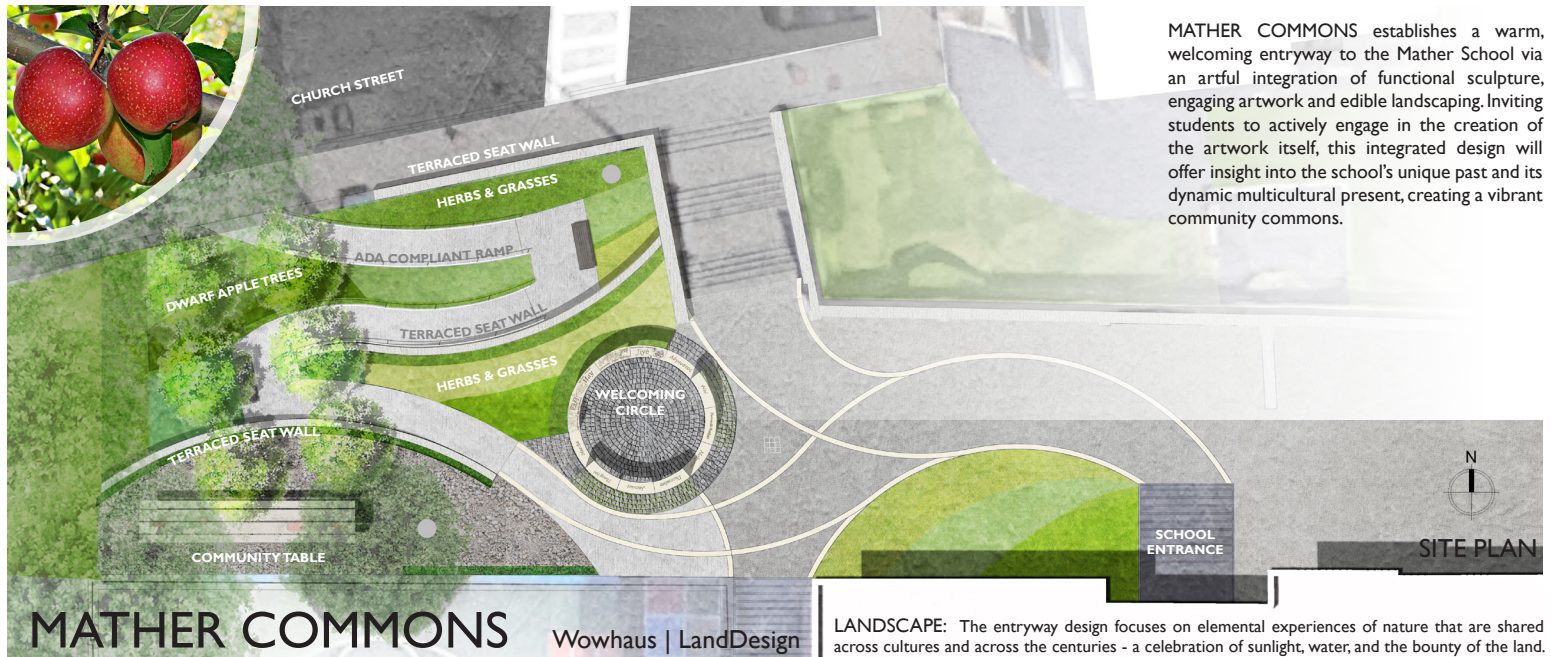 MATHER COMMONS establishes a warm,
welcoming entryway to the Mather School via
an artful integration of functional sculpture,
engaging artwork and edible landscaping. Inviting
students to actively engage in the creation of
the artwork itself, this integrated design will
offer insight into the school's unique past and its
dynamic multicultural present, creating a vibrant
community commons.
CHURCH STREET
TERRACED SEAT WALL
HERBS & GRASSES
ADA COMPLIANT RAMP
DWARF APPLE TREES
TERRACED SEAT WALL
HERBS & GRASSES
WELCOMING
CIRCLE
TERRACED SEAT WALL
COMMUNITY TABLE
SCHOOL
ENTRANCE
N
SITE PLAN
MATHER COMMONS
Wowhaus | LandDesign
LANDSCAPE: The entryway design focuses on elemental experiences of nature that are shared
across cultures and across the centuries - a celebration of sunlight, water, and the bounty of the land.